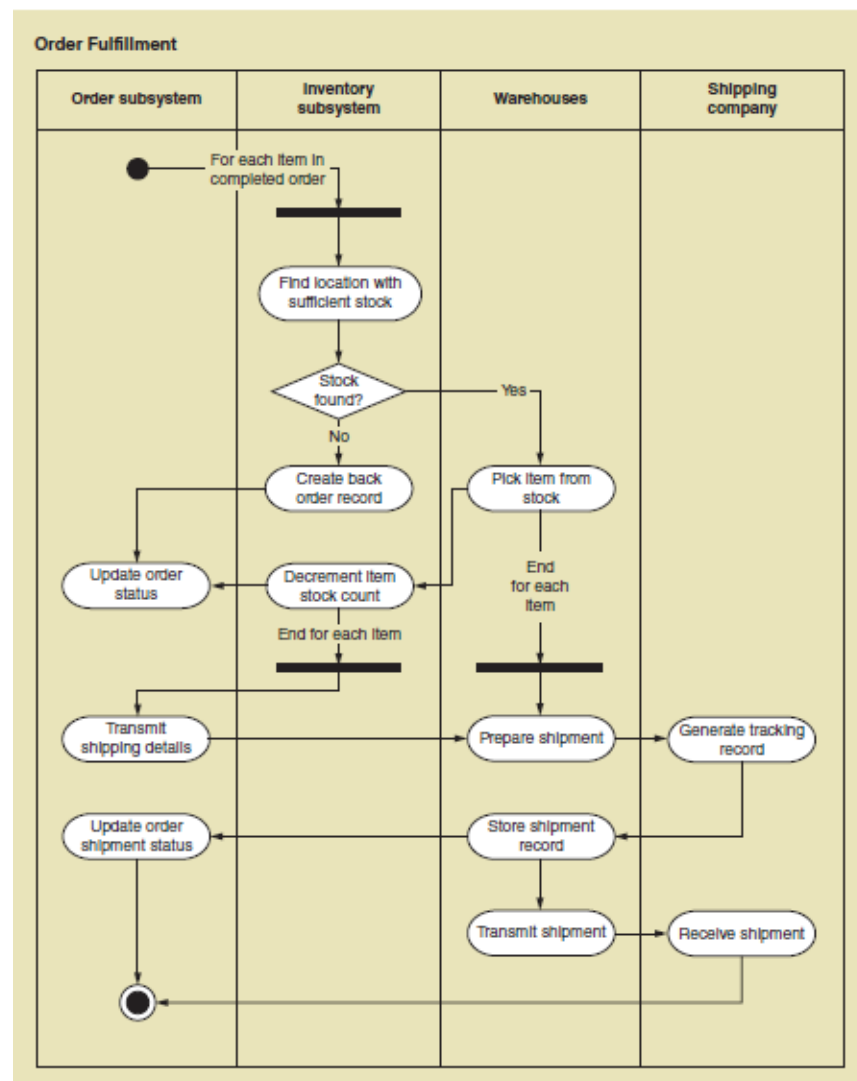 Order Fulfillment
Order subsystem
Inventory
subsystem
Warehouses
Shipping
company
For each item in
completed order
Find location with
sufficient stock
Stock
found?
Yes
No
Create back
order record
Pick item from
stock
Update order
status
Decrement item
stock count
End
for each
item
End for each item
Transmit
shipping details
Prepare shipment
Generate tracking
record
Update order
shipment status
Store shipment
record
Transmit shipment
Receive shipment